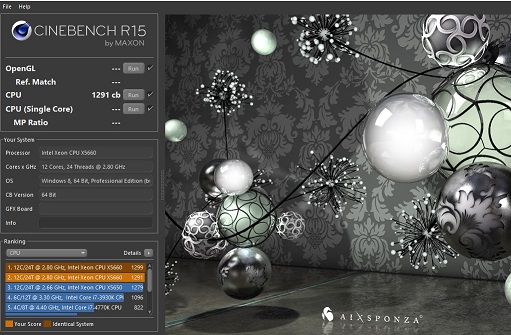 File Help
CINEBENCH R15
by MAXON
OpenGL --- Run
Ref. Match ---
CPU 1291 cb Run
CPU (Single Core) --- Run
MP Ratio ---
Your System
Processor Intel Xeon CPU X5660
Cores x GHz 12 Cores, 24 Threads @ 2.80 GHz
OS Windows 8, 64 Bit, Professional Edition (b
CB Version 64 Bit
GFX Board
Info
Ranking
CPU Details
1. 12C/24T @ 2.80 GHz, Intel Xeon CPU X5660 1299
2. 12C/24T @ 2.80 GHz, Intel Xeon CPU X5660 1291
3. 12C/24T @ 2.66 GHz, Intel Xeon CPU X5650 1279
4. 6C/12T @ 3.30 GHz, Intel Core i7-3930K CPU 1096
5. 4C/8T @ 4.40 GHz, Intel Core i7-4770K CPU 822
Your Score Identical System
AIXSPONZA